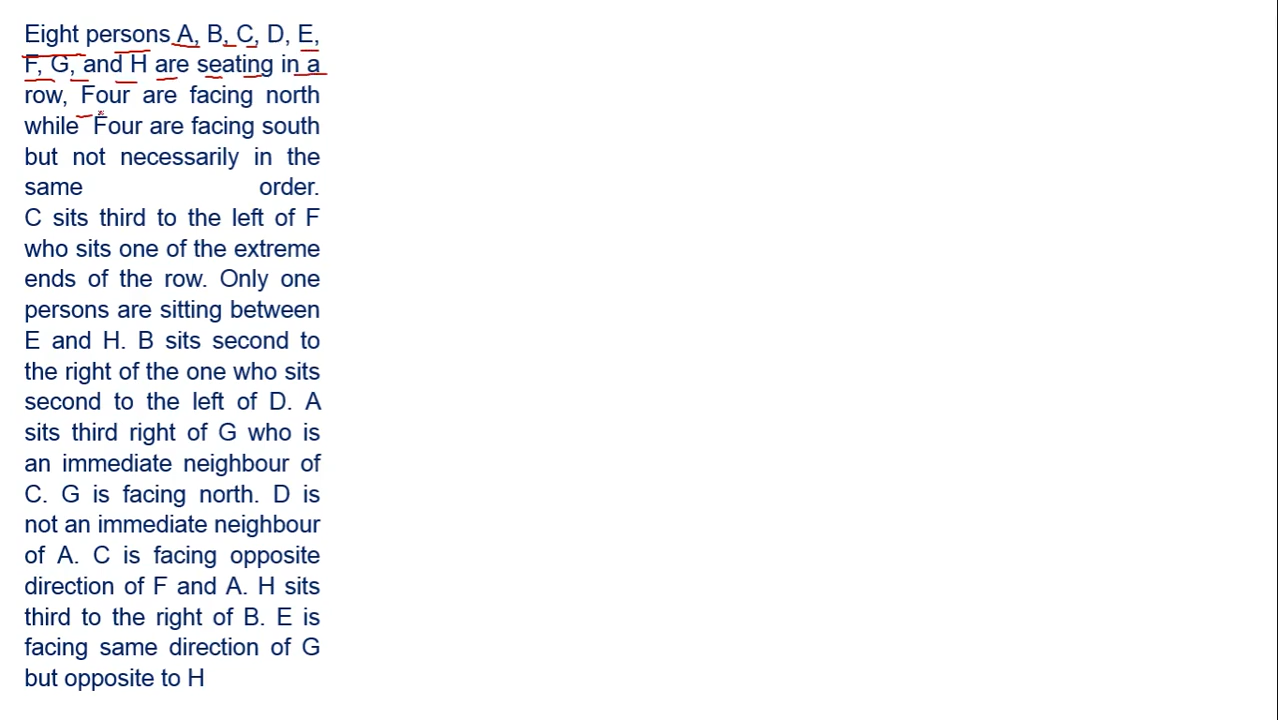 Eight persons A, B, C, D, E,
F, G, and H are seating in a
row, Four are facing north
while Four are facing south
but not necessarily in the
same order.
C sits third to the left of F
who sits one of the extreme
ends of the row. Only one
persons are sitting between
E and H. B sits second to
the right of the one who sits
second to the left of D. A
sits third right of G who is
an immediate neighbour of
C. G is facing north. D is
not an immediate neighbour
of A. C is facing opposite
direction of F and A. H sits
third to the right of B. E is
facing same direction of G
but opposite to H